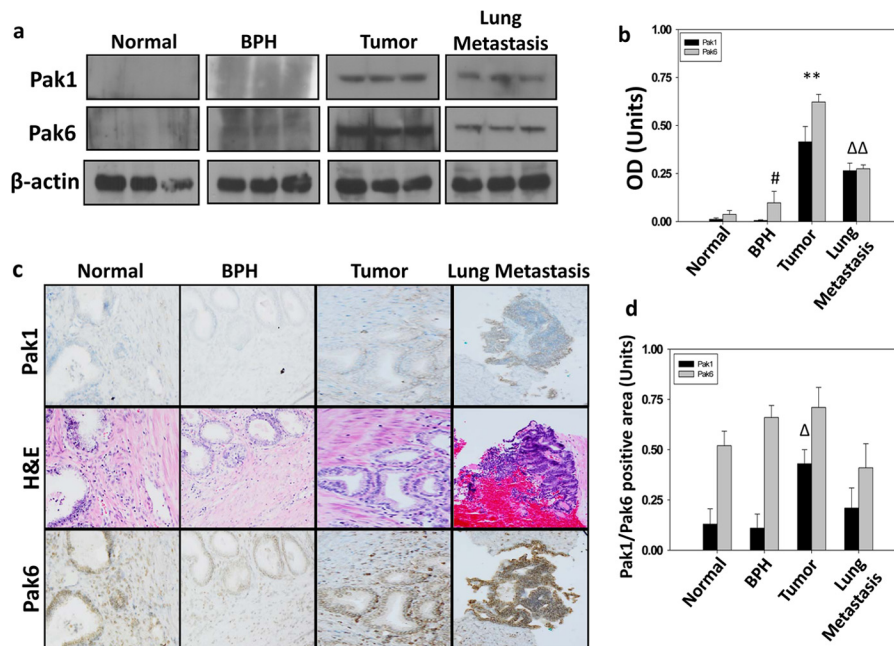 a
Normal
BPH
Tumor
Lung
Metastasis
Pak1
Pak6
β-actin
b
Pak1
Pak6
1.00
0.75
0.50
0.25
0.00
OD (Units)
#
**
ΔΔ
Normal
BPH
Tumor
Lung
Metastasis
c
Normal
BPH
Tumor
Lung Metastasis
Pak1
H&E
Pak6
d
Pak1
Pak6
1.00
0.75
0.50
0.25
0.00
Pak1/Pak6 positive area (Units)
Δ
Normal
BPH
Tumor
Lung
Metastasis